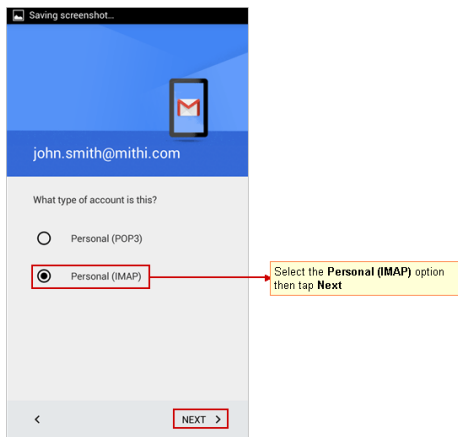 Saving screenshot...
john.smith@mithi.com
What type of account is this?
Personal (POP3)
Personal (IMAP)
Select the Personal (IMAP) option
then tap Next
NEXT